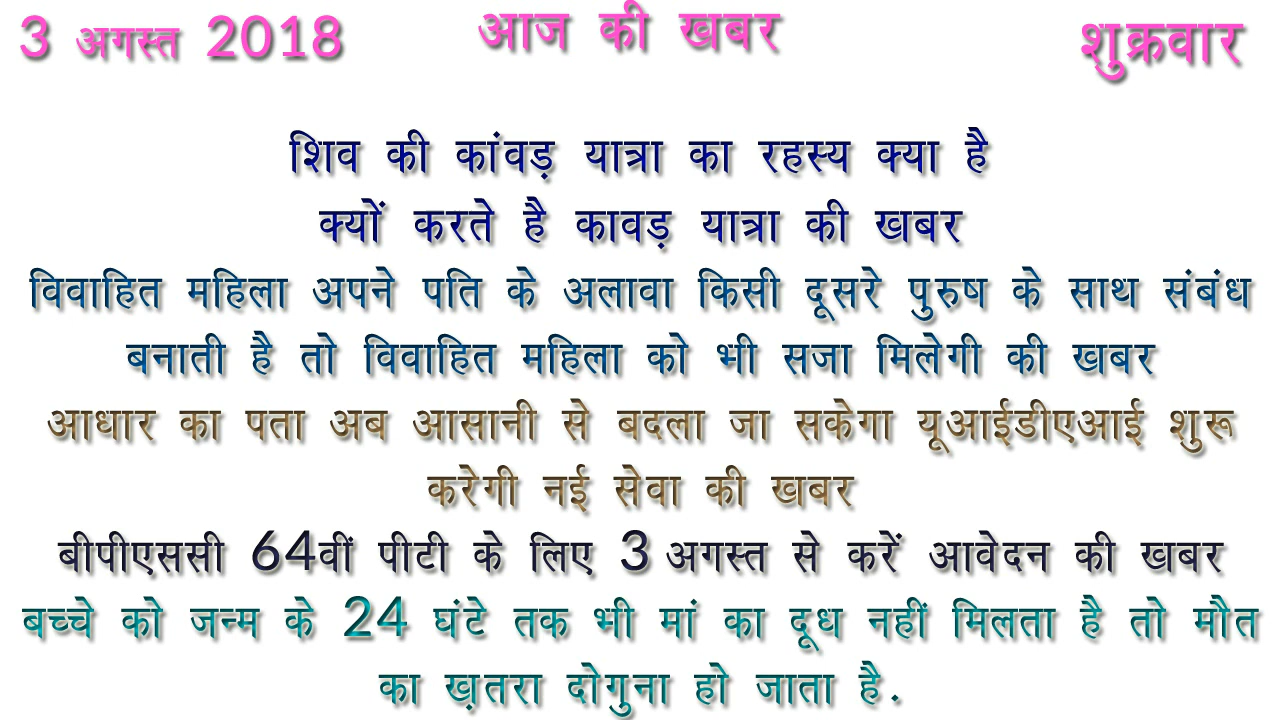 3 अगस्त 2018 आज की खबर शुक्रवार
शिव की कांवड़ यात्रा का रहस्य क्या है
क्यों करते है कावड़ यात्रा की खबर
विवाहित महिला अपने पति के अलावा किसी दूसरे पुरुष के साथ संबंध
बनाती है तो विवाहित महिला को भी सजा मिलेगी की खबर
आधार का पता अब आसानी से बदला जा सकेगा यूआईडीएआई शुरू
करेगी नई सेवा की खबर
बीपीएससी 64वीं पीटी के लिए 3 अगस्त से करें आवेदन की खबर
बच्चे को जन्म के 24 घंटे तक भी मां का दूध नहीं मिलता है तो मौत
का ख़तरा दोगुना हो जाता है.